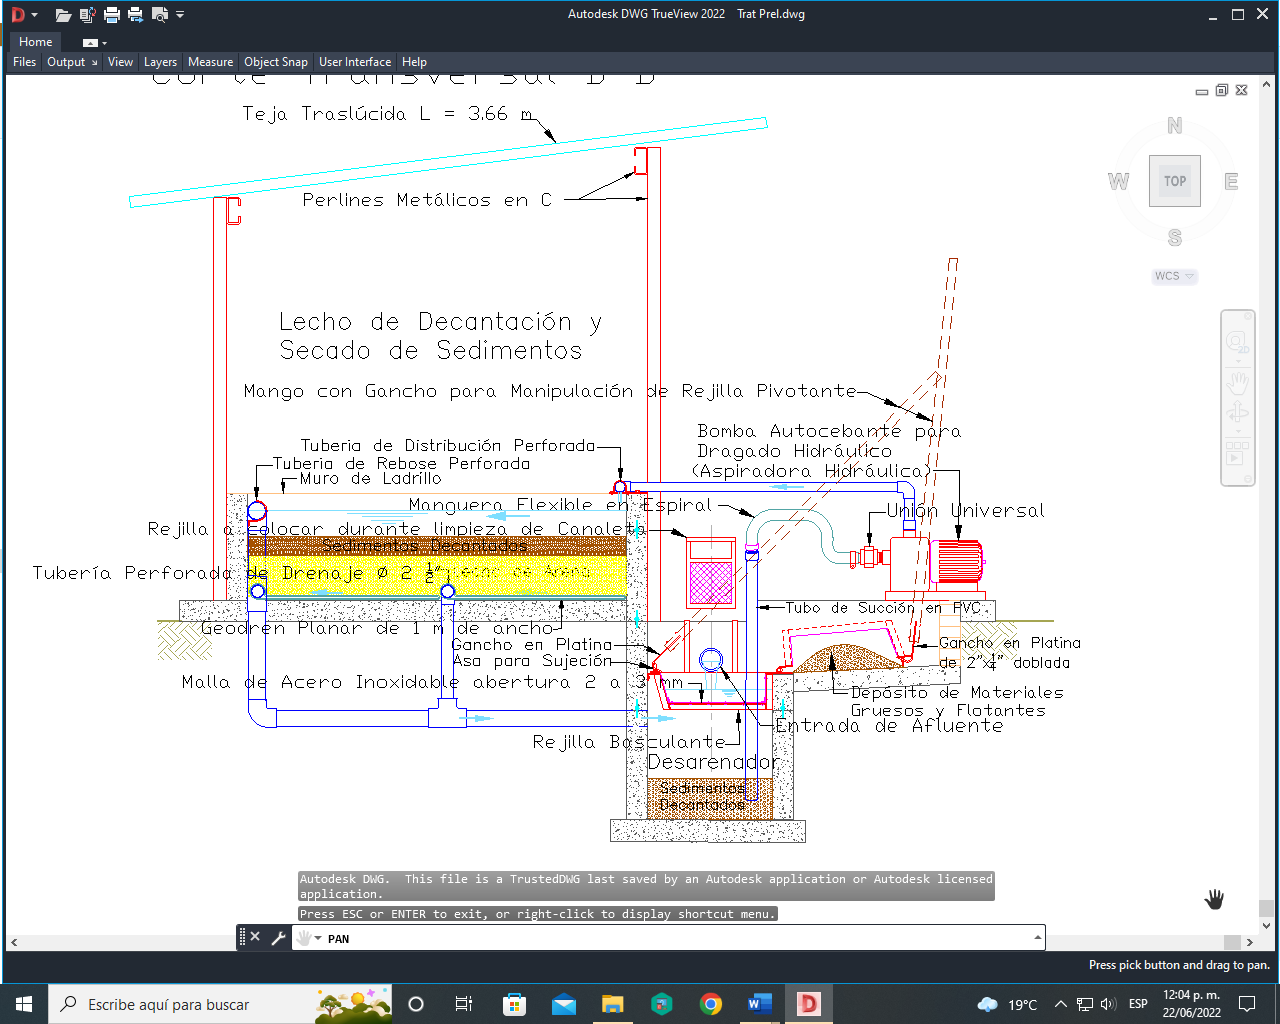 Autodesk DWG TrueView 2022 Trat Prel.dwg
Home
Files Output View Layers Measure Object Snap User Interface Help
Corte Transversal D D
Teja Traslúcida L = 3.66 m
Perlines Metálicos en C
N
W TOP E
S
WCS
2D
Lecho de Decantación y
Secado de Sedimentos
Mango con Gancho para Manipulación de Rejilla Pivotante
Bomba Autocebante para
Dragado Hidráulico
(Aspiradora Hidráulica)
Tuberia de Distribución Perforada
Tuberia de Rebose Perforada
Muro de Ladrillo
Manguera Flexible en Espiral
Unión Universal
Rejilla a Colocar durante limpieza de Canaleta
Sedimentos Decantados
Tubería Perforada de Drenaje ø 2 ½" Lecho de Arena
Tubo de Succión en PVC
Geodren Planar de 1 m de ancho
Gancho en Platina
Asa para Sujeción
Gancho en Platina
de 2"x¼" doblada
Malla de Acero Inoxidable abertura 2 a 3 mm
Depósito de Materiales
Gruesos y Flotantes
Entrada de Afluente
Rejilla Basculante
Desarenador
Sedimentos
Decantados
Autodesk DWG. This file is a TrustedDWG last saved by an Autodesk application or Autodesk licensed
application.
Press ESC or ENTER to exit, or right-click to display shortcut menu.
PAN
Press pick button and drag to pan.
Escribe aquí para buscar
19°C
ESP
12:04 p. m.
22/06/2022